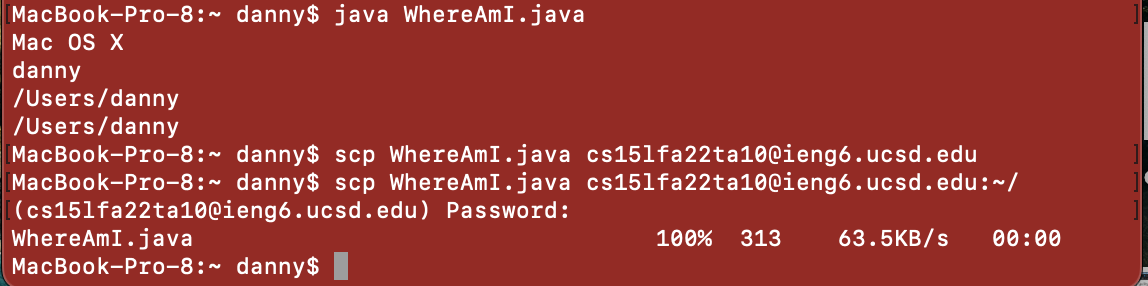 [MacBook-Pro-8:~ danny$ java WhereAmI.java ]
Mac OS X
danny
/Users/danny
/Users/danny
[MacBook-Pro-8:~ danny$ scp WhereAmI.java cs15lfa22ta10@ieng6.ucsd.edu ]
[MacBook-Pro-8:~ danny$ scp WhereAmI.java cs15lfa22ta10@ieng6.ucsd.edu:~/ ]
[(cs15lfa22ta10@ieng6.ucsd.edu) Password: ]
WhereAmI.java 100% 313 63.5KB/s 00:00
MacBook-Pro-8:~ danny$